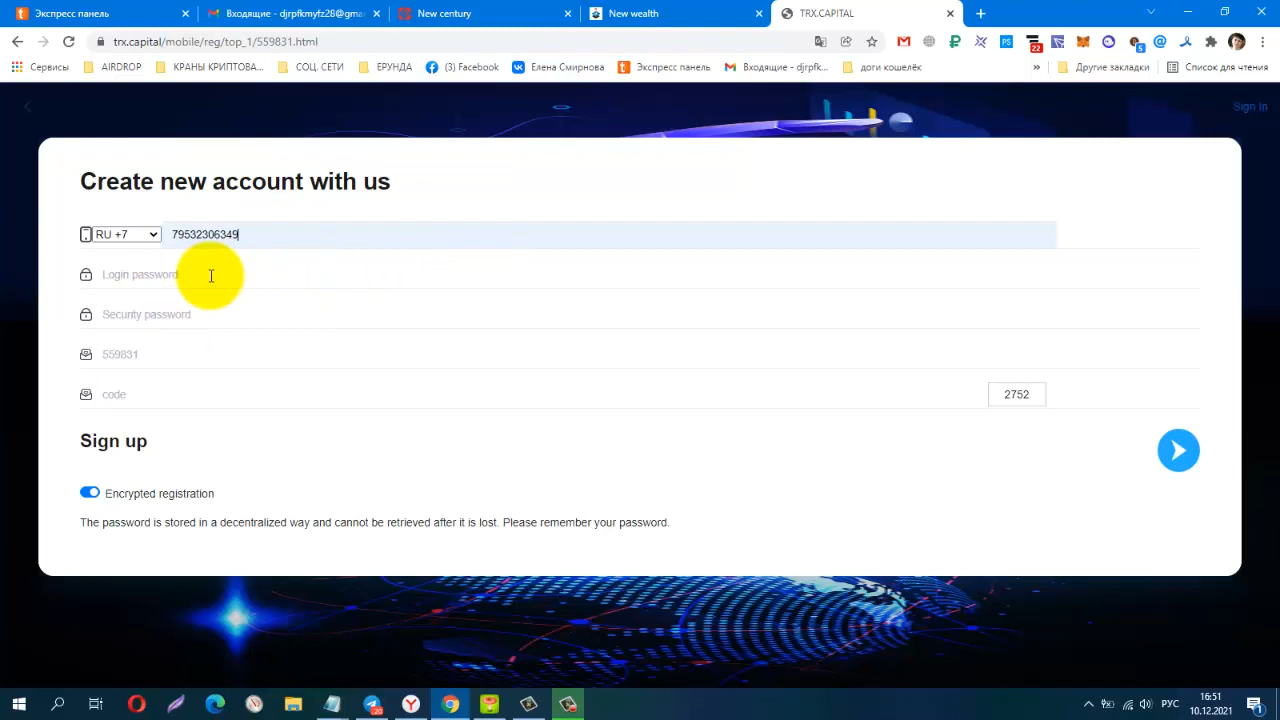 Экспресс панель
Входящие - djrpfkmyfz28@gma
New century
New wealth
TRX.CAPITAL
trx.capital/mobile/reg/top_1/559831.html
22
PS
5
Сервисы
AIRDROP
КРАНЫ КРИПТОВА...
СОЦ. СЕТИ
ЕРУНДА
(3) Facebook
Елена Смирнова
Экспресс панель
Входящие - djrpfk...
доги кошелёк
»
Другие закладки
Список для чтения
Sign In
Create new account with us
RU +7
79532306349
Login password
Security password
559831
code
2752
Sign up
Encrypted registration
The password is stored in a decentralized way and cannot be retrieved after it is lost. Please remember your password.
РУС
16:51
10.12.2021